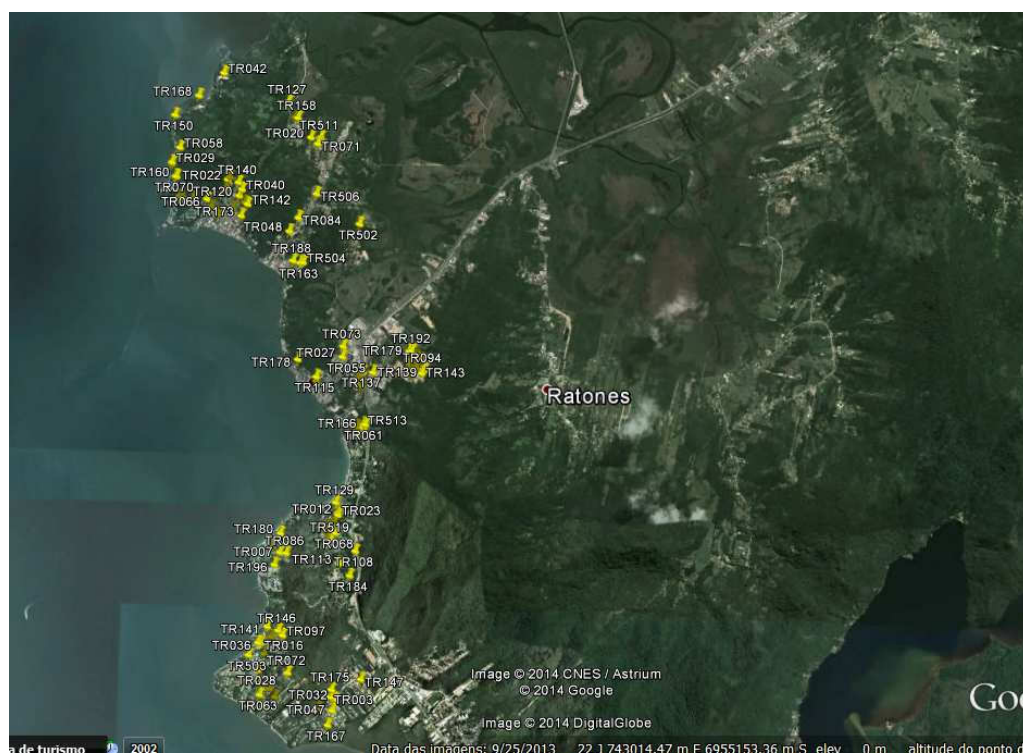 TR042
TR168
TR127
TR150
TR158
TR020 TR511
TR071
TR058
TR029
TR160 TR022 TR140
TR070 TR120 TR040
TR066 TR142
TR173
TR506
TR048 TR084
TR502
TR188
TR504
TR163
TR073
TR027 TR179 TR192
TR178 TR055 TR094
TR139 TR143
TR115 TR137
Ratones
TR166 TR513
TR061
TR129
TR012 TR023
TR180 TR519
TR086 TR068
TR007 TR113 TR108
TR196
TR184
TR146
TR141 TR097
TR036 TR016
TR503 TR072
TR028 TR175 TR147
TR032 TR003
TR063 TR047
TR167
Image © 2014 CNES / Astrium
© 2014 Google
Image © 2014 DigitalGlobe
Goo
a de turismo 2002 Data das imagens: 9/25/2013 22 J 743014.47 m E 6955153.36 m S elev 0 m altitude do ponto